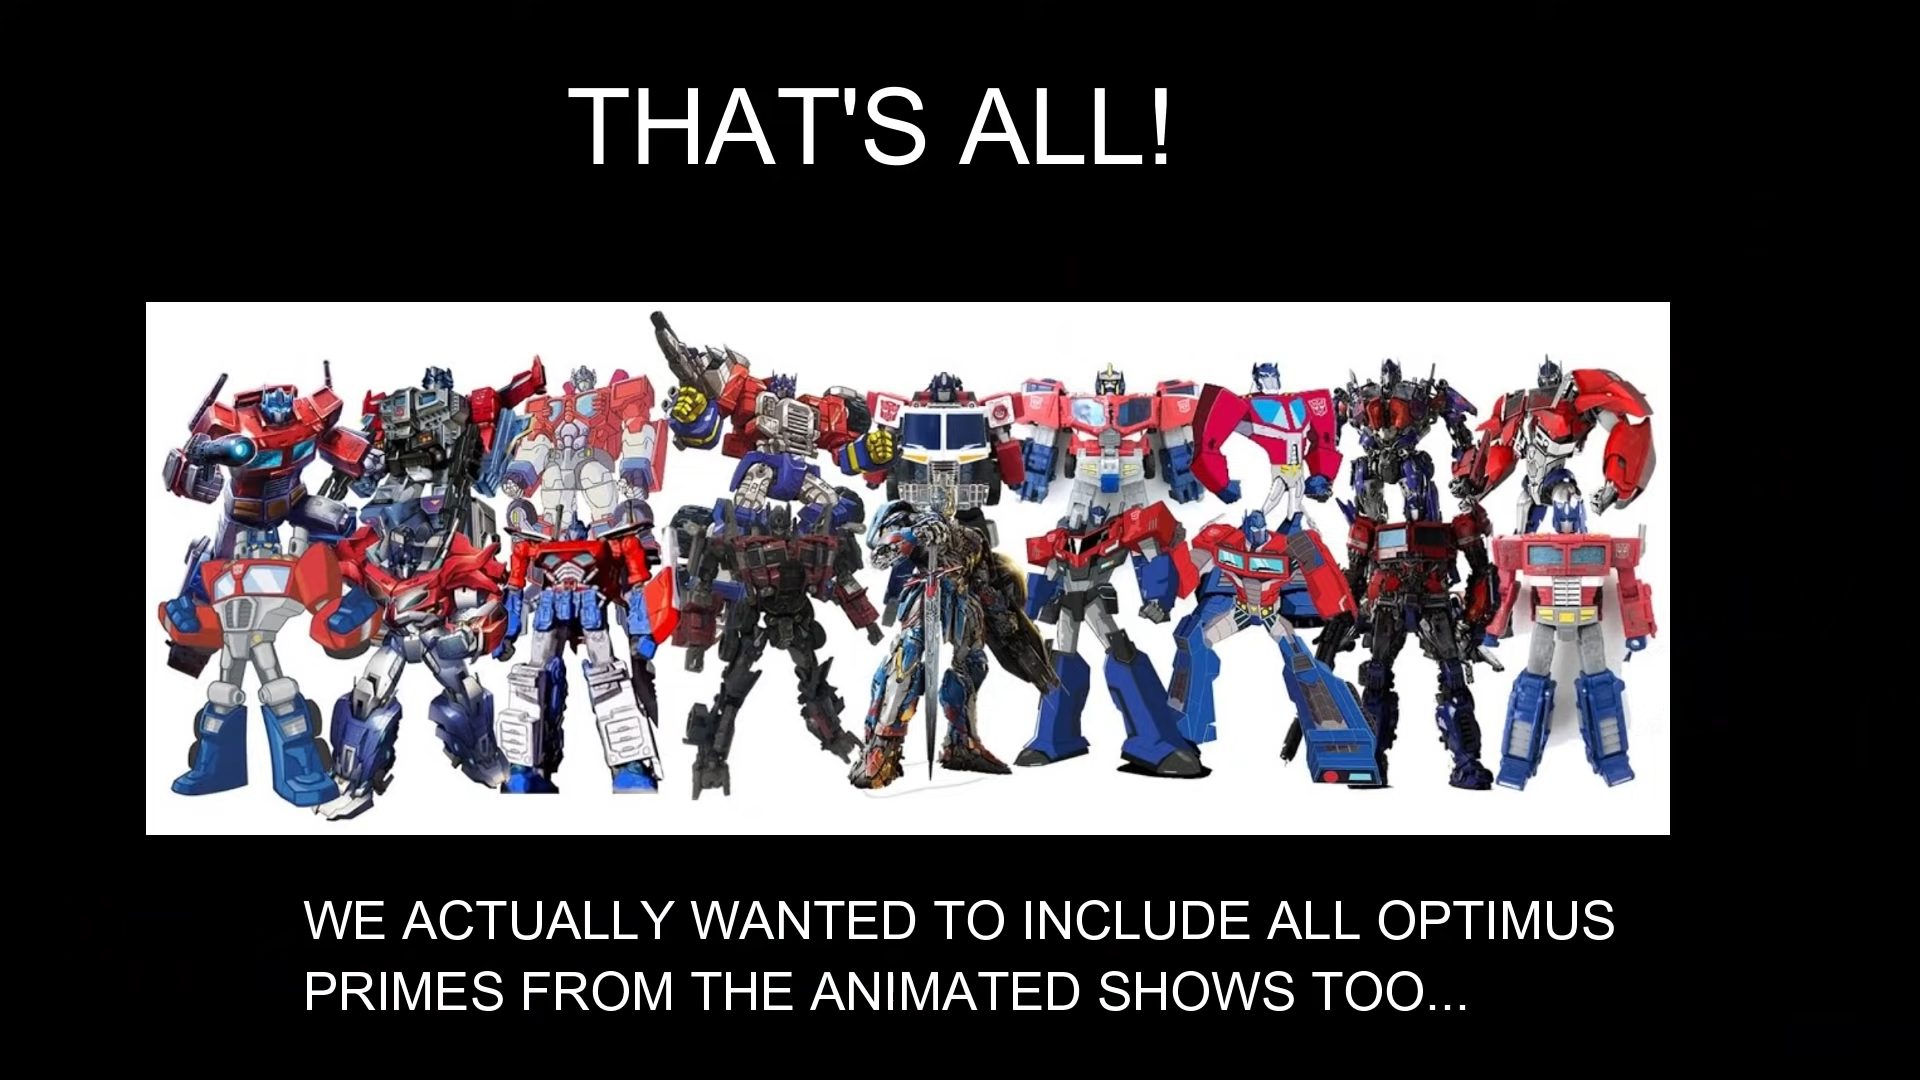 THAT'S ALL!
WE ACTUALLY WANTED TO INCLUDE ALL OPTIMUS
PRIMES FROM THE ANIMATED SHOWS TOO...